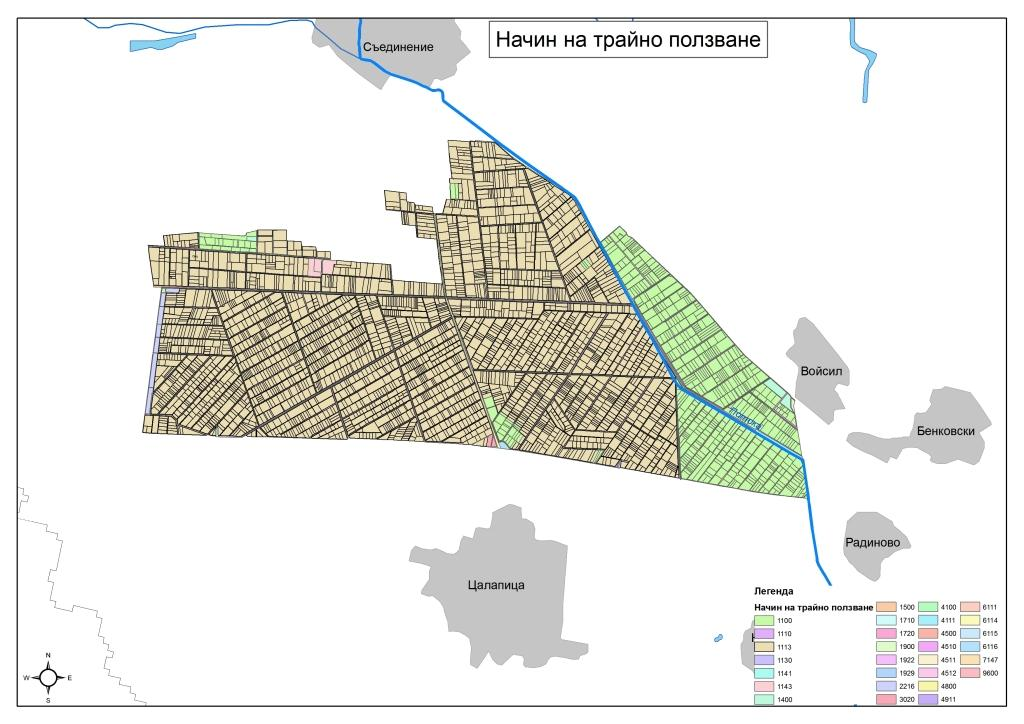 Начин на трайно ползване
Съединение
Войсил
Бенковски
Радиново
Цалапица
Легенда
Начин на трайно ползване
1100
1110
1113
1130
1141
1143
1400
1500
1710
1720
1900
1922
1929
2216
3020
4100
4111
4500
4510
4511
4512
4800
4911
6111
6114
6115
6116
7147
9600
N
W
E
S